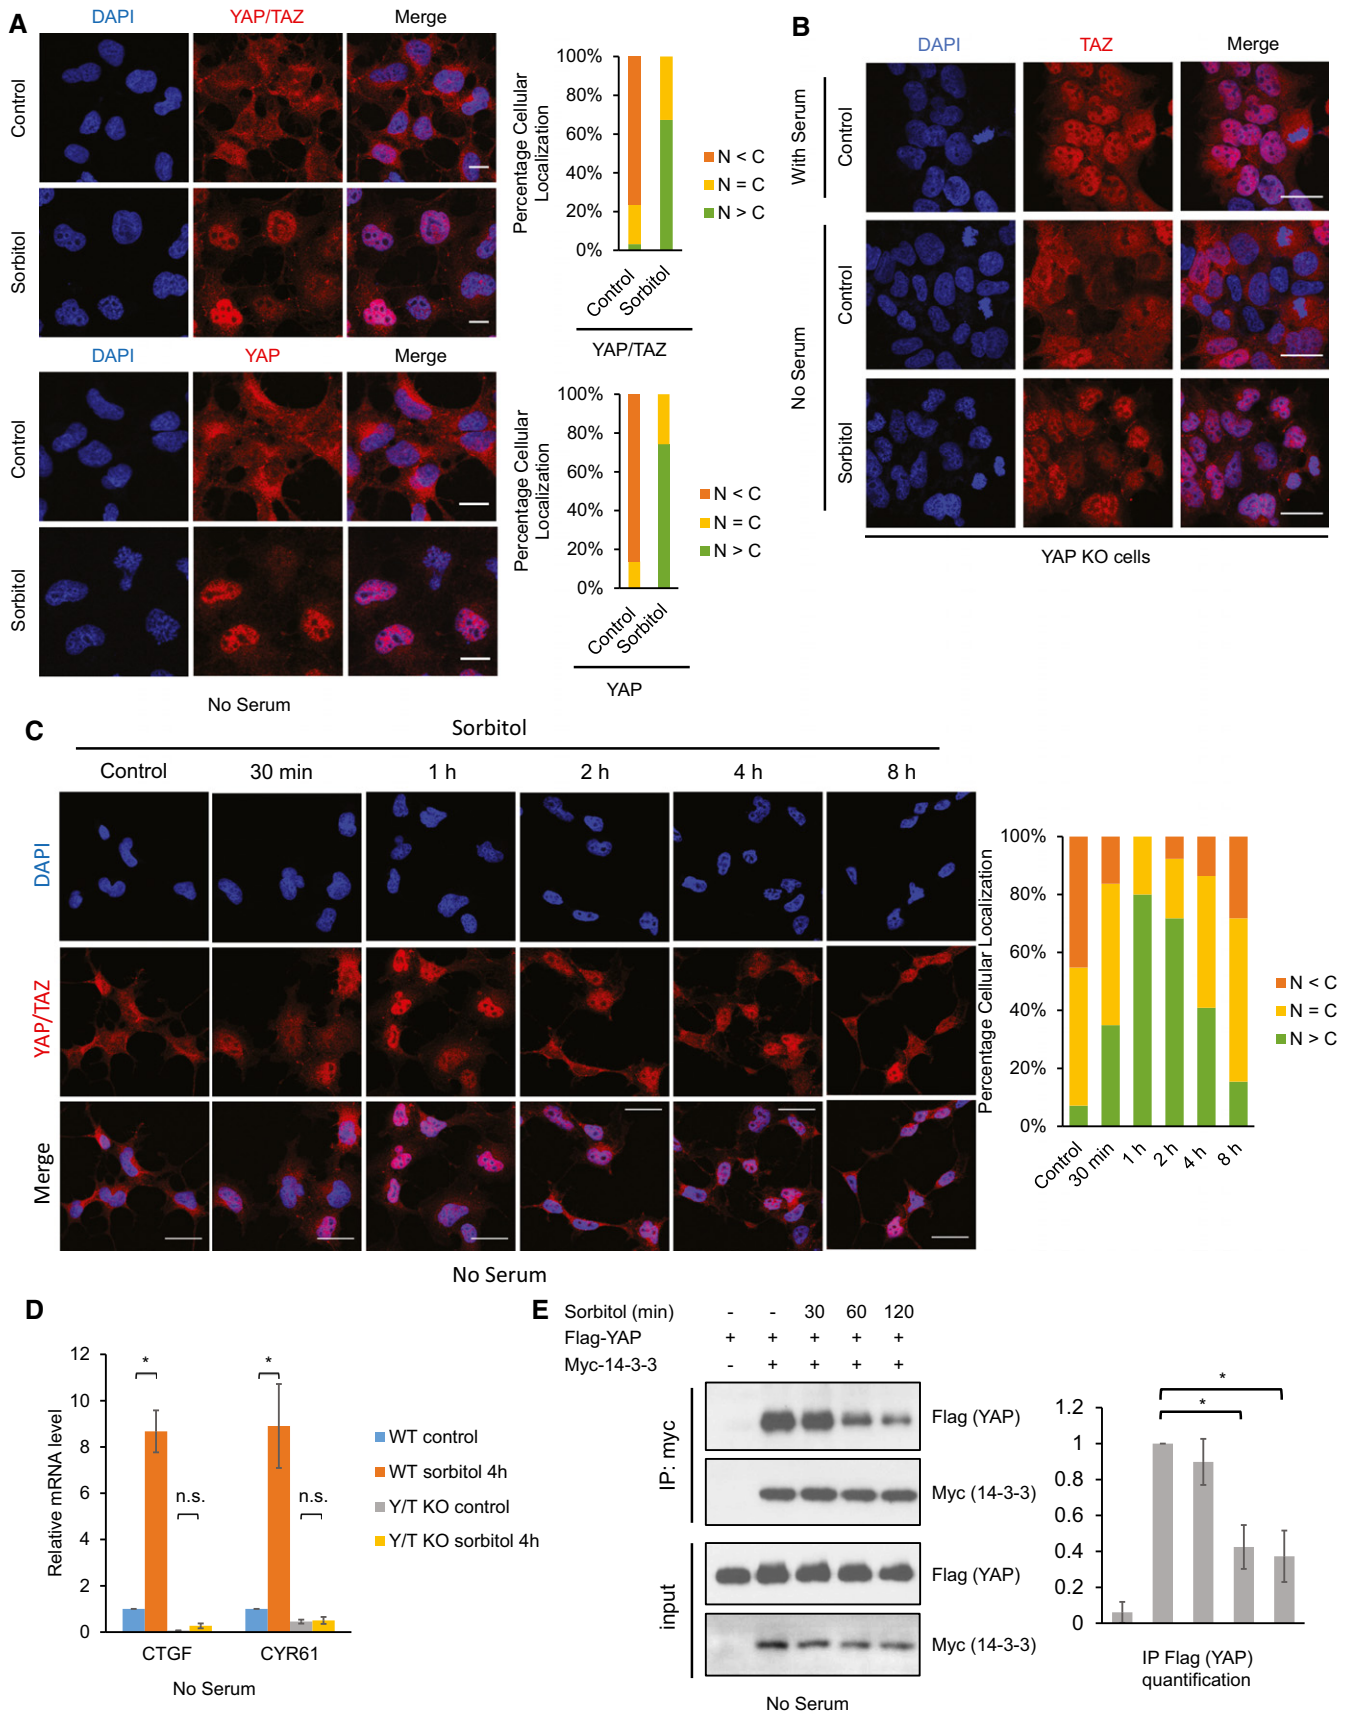 A
DAPI YAP/TAZ Merge
Control
Sorbitol
DAPI YAP Merge
Control
Sorbitol
No Serum
Percentage Cellular
Localization
100%
80%
60%
40%
20%
0%
N < C
N = C
N > C
Control
Sorbitol
YAP/TAZ
Percentage Cellular
Localization
100%
80%
60%
40%
20%
0%
N < C
N = C
N > C
Control
Sorbitol
YAP
B
DAPI TAZ Merge
With Serum
Control
No Serum
Control
Sorbitol
YAP KO cells
C
Sorbitol
Control 30 min 1 h 2 h 4 h 8 h
DAPI
YAP/TAZ
Merge
No Serum
Percentage Cellular Localization
100%
80%
60%
40%
20%
0%
N < C
N = C
N > C
Control
30 min
1 h
2 h
4 h
8 h
D
Relative mRNA level
12
10
8
6
4
2
0
*
n.s.
*
n.s.
CTGF CYR61
No Serum
WT control
WT sorbitol 4h
Y/T KO control
Y/T KO sorbitol 4h
E
Sorbitol (min) - - 30 60 120
Flag-YAP + + + + +
Myc-14-3-3 - + + + +
IP: myc
Flag (YAP)
Myc (14-3-3)
input
Flag (YAP)
Myc (14-3-3)
No Serum
1.2
1
0.8
0.6
0.4
0.2
0
*
*
IP Flag (YAP)
quantification